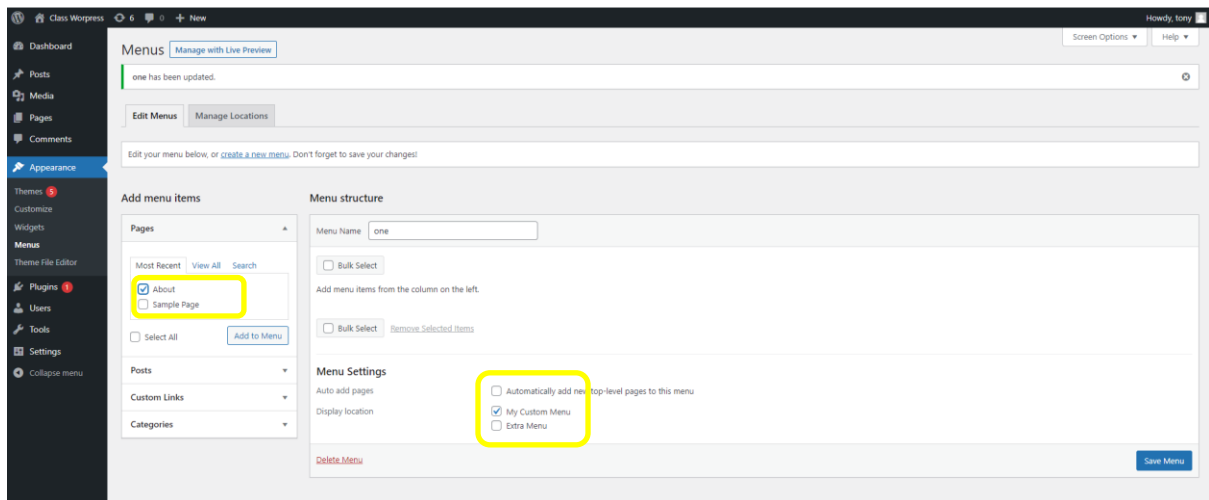 Class Worpress 6 0 New Howdy, tony
Screen Options Help
Dashboard
Posts
Media
Pages
Comments
Appearance
Themes 5
Customize
Widgets
Menus
Theme File Editor
Plugins 1
Users
Tools
Settings
Collapse menu
Menus Manage with Live Preview
one has been updated.
Edit Menus Manage Locations
Edit your menu below, or create a new menu. Don't forget to save your changes!
Add menu items
Pages
Most Recent View All Search
About
Sample Page
Select All Add to Menu
Posts
Custom Links
Categories
Menu structure
Menu Name one
Bulk Select
Add menu items from the column on the left.
Bulk Select Remove Selected Items
Menu Settings
Auto add pages Automatically add new top-level pages to this menu
Display location My Custom Menu
Extra Menu
Delete Menu Save Menu